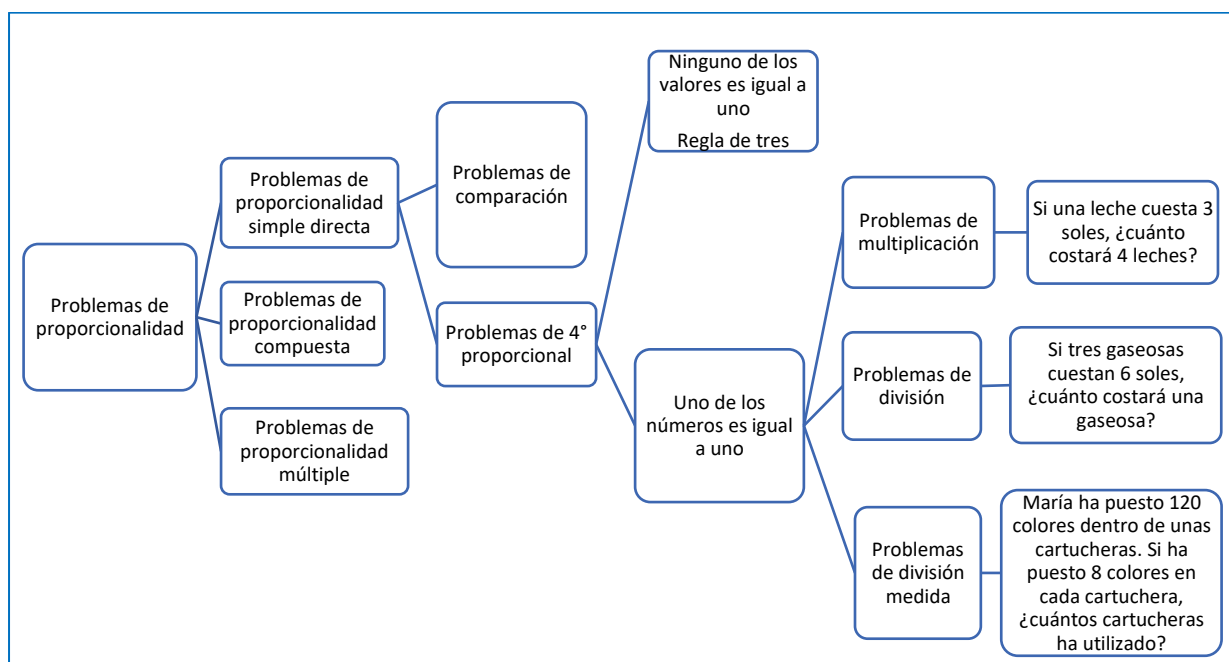 Problemas de
proporcionalidad
Problemas de
proporcionalidad
simple directa
Problemas de
proporcionalidad
compuesta
Problemas de
proporcionalidad
múltiple
Problemas de
comparación
Problemas de 4°
proporcional
Ninguno de los
valores es igual a
uno
Regla de tres
Uno de los
números es igual
a uno
Problemas de
multiplicación
Si una leche cuesta 3
soles, ¿cuánto
costará 4 leches?
Problemas de
división
Si tres gaseosas
cuestan 6 soles,
¿cuánto costará una
gaseosa?
Problemas
de división
medida
María ha puesto 120
colores dentro de unas
cartucheras. Si ha
puesto 8 colores en
cada cartuchera,
¿cuántos cartucheras
ha utilizado?